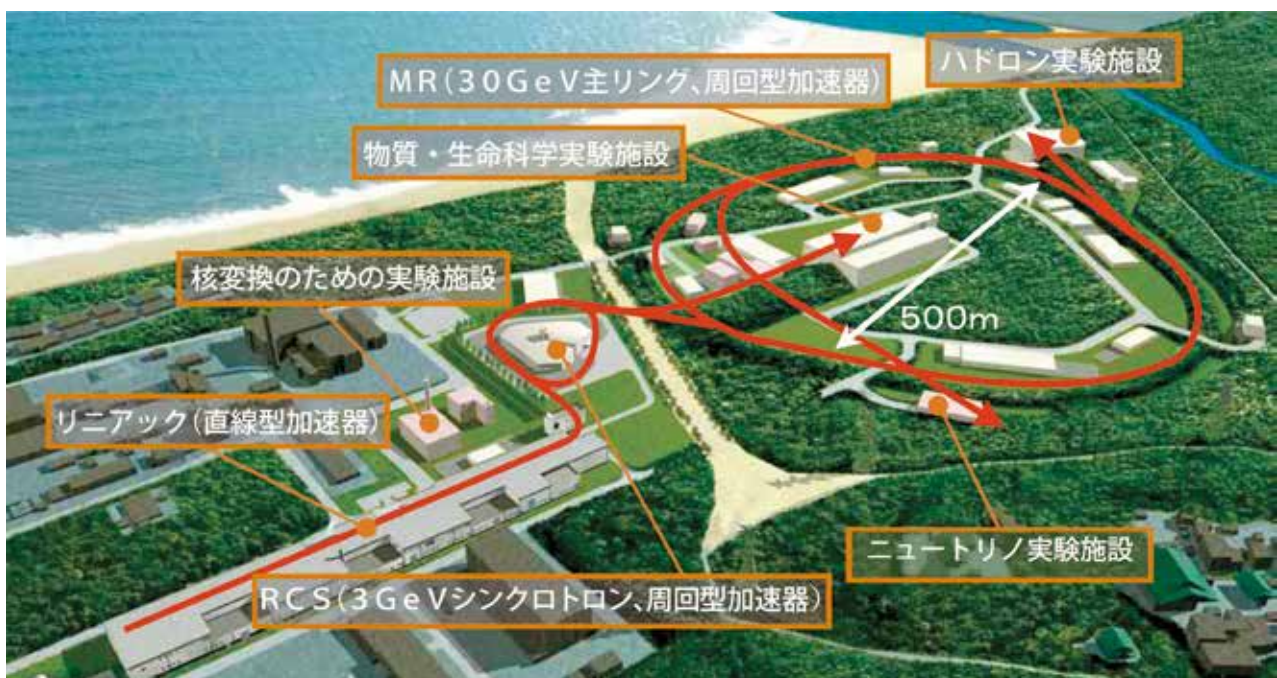 ハドロン実験施設
MR(30GeV主リング、周回型加速器)
物質・生命科学実験施設
核変換のための実験施設
500m
リニアック(直線型加速器)
ニュートリノ実験施設
RCS(3GeVシンクロトロン、周回型加速器)